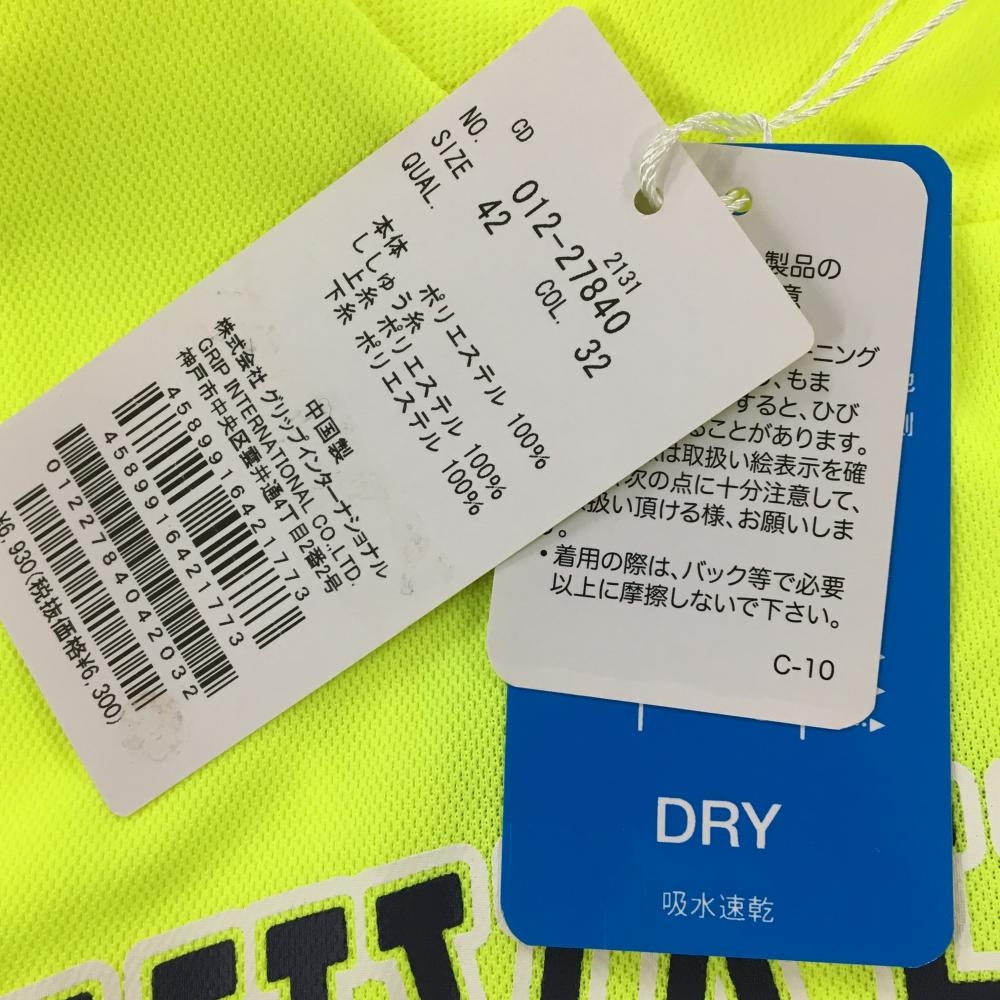 CD 2131
NO. 012-27840
SIZE 42 COL. 32
QUAL.
本体 ポリエステル 100%
ししゅう糸
上糸 ポリエステル 100%
下糸 ポリエステル 100%
中国製
株式会社 グリップインターナショナル
GRIP INTERNATIONAL CO.,LTD.
神戸市中央区雲井通4丁目2番2号
4589916421773
4589916421773
0122784042032
¥6,930(税抜価格¥6,300)
製品の
意
ーニング
、もま
すると、ひび
ことがあります。
は取扱い絵表示を確
次の点に十分注意して、
扱い頂ける様、お願いしま
。
・着用の際は、バック等で必要
以上に摩擦しないで下さい。
C-10
DRY
吸水速乾